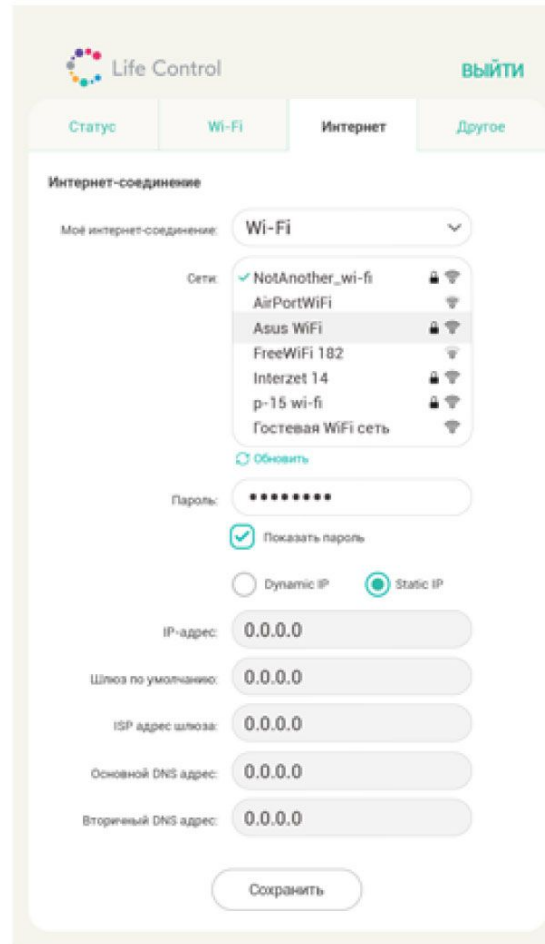 Life Control
ВЫЙТИ
Статус Wi-Fi Интернет Другое
Интернет-соединение
Моё интернет-соединение: Wi-Fi
Сети: NotAnother_wi-fi
AirPortWiFi
Asus WiFi
FreeWiFi 182
Interzet 14
p-15 wi-fi
Гостевая WiFi сеть
Обновить
Пароль: ••••••••
Показать пароль
Dynamic IP Static IP
IP-адрес: 0.0.0.0
Шлюз по умолчанию: 0.0.0.0
ISP адрес шлюза: 0.0.0.0
Основной DNS адрес: 0.0.0.0
Вторичный DNS адрес: 0.0.0.0
Сохранить